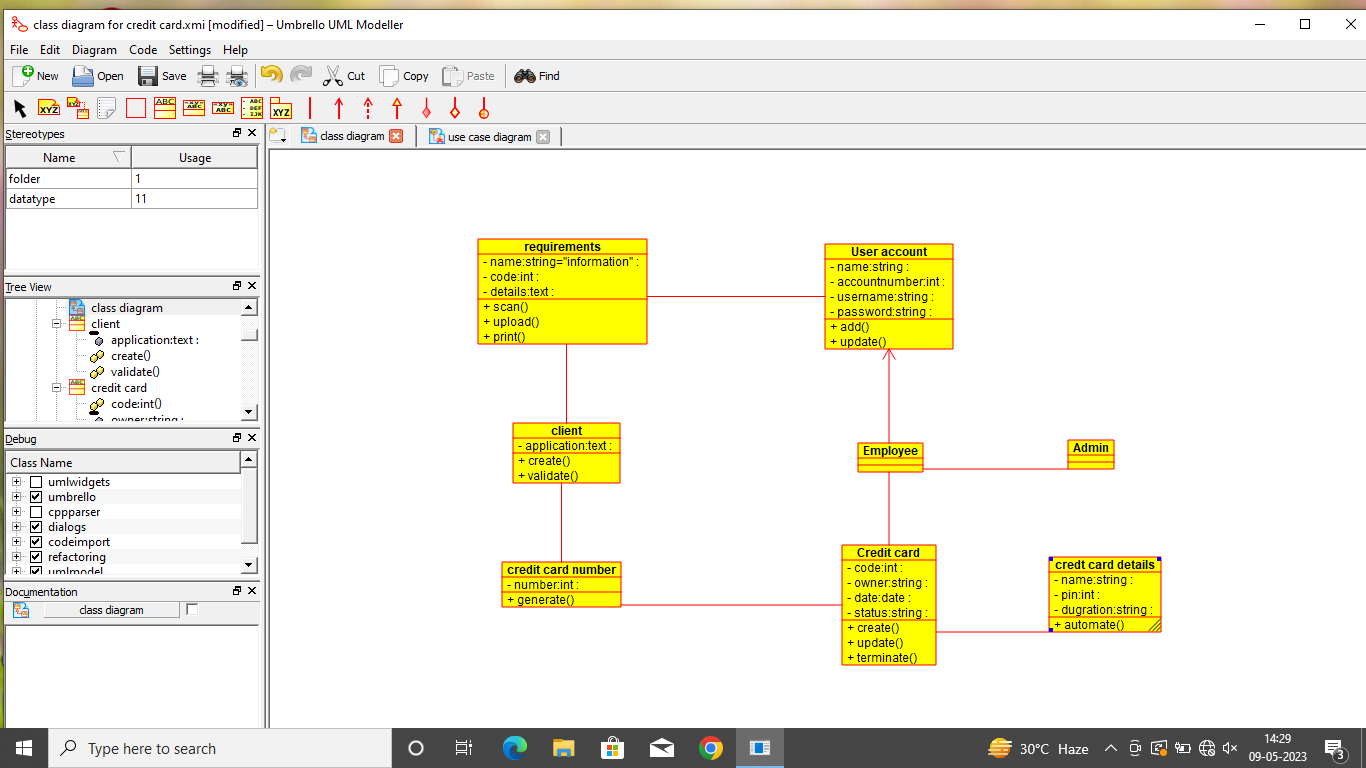 class diagram for credit card.xmi [modified] – Umbrello UML Modeller
File Edit Diagram Code Settings Help
New Open Save Cut Copy Paste Find
Stereotypes
Name Usage
folder 1
datatype 11
Tree View
class diagram
client
application:text :
create()
validate()
credit card
code:int()
owner:string :
Debug
Class Name
umlwidgets
umbrello
cppparser
dialogs
codeimport
refactoring
umlmodel
Documentation
class diagram
class diagram
use case diagram
requirements
- name:string="information" :
- code:int :
- details:text :
+ scan()
+ upload()
+ print()
User account
- name:string :
- accountnumber:int :
- username:string :
- password:string :
+ add()
+ update()
client
- application:text :
+ create()
+ validate()
Employee
Admin
credit card number
- number:int :
+ generate()
Credit card
- code:int :
- owner:string :
- date:date :
- status:string :
+ create()
+ update()
+ terminate()
credt card details
- name:string :
- pin:int :
- dugration:string :
+ automate()
Type here to search
30°C Haze
14:29
09-05-2023
3